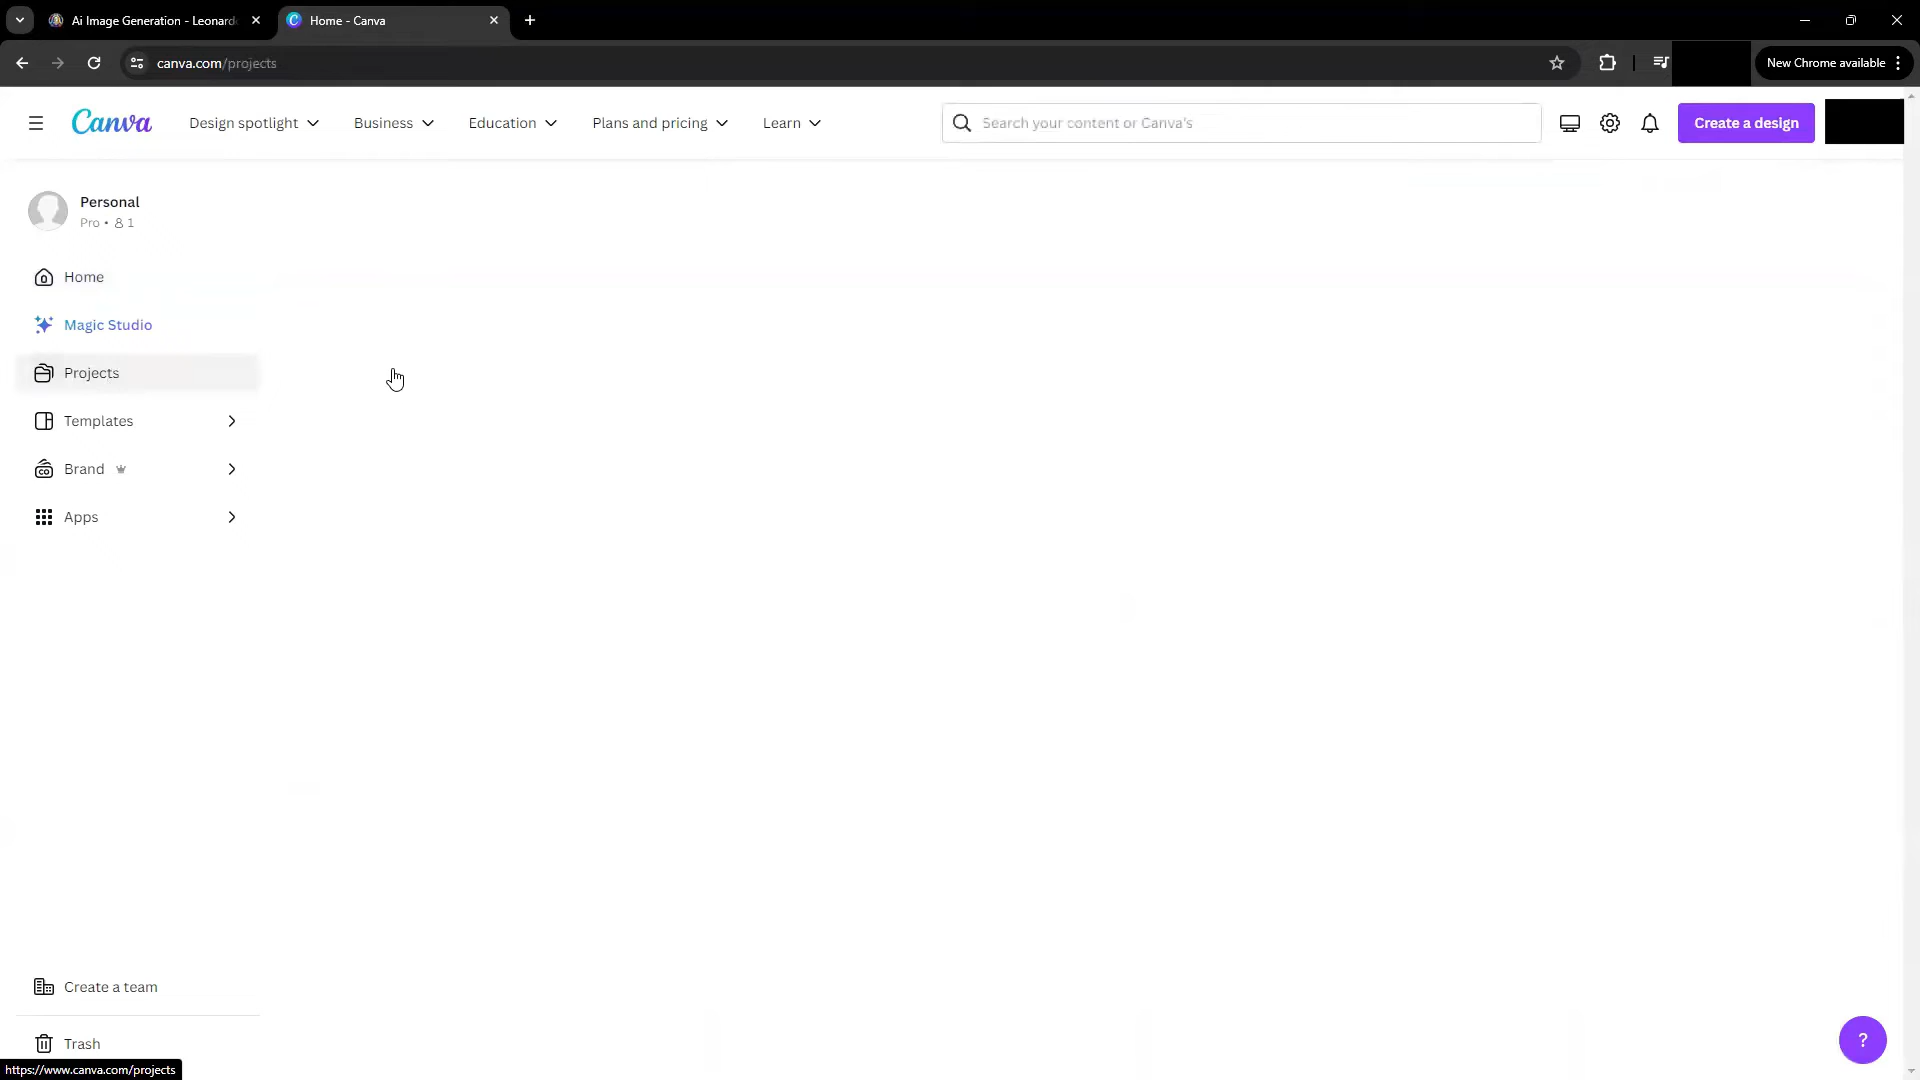 Ai Image Generation - Leonardo
Home - Canva
canva.com/projects
New Chrome available
Canva
Design spotlight
Business
Education
Plans and pricing
Learn
Search your content or Canva's
Create a design
Personal
Pro • 1
Home
Magic Studio
Projects
Templates
Brand
CO
Apps
Create a team
Trash
?
https://www.canva.com/projects